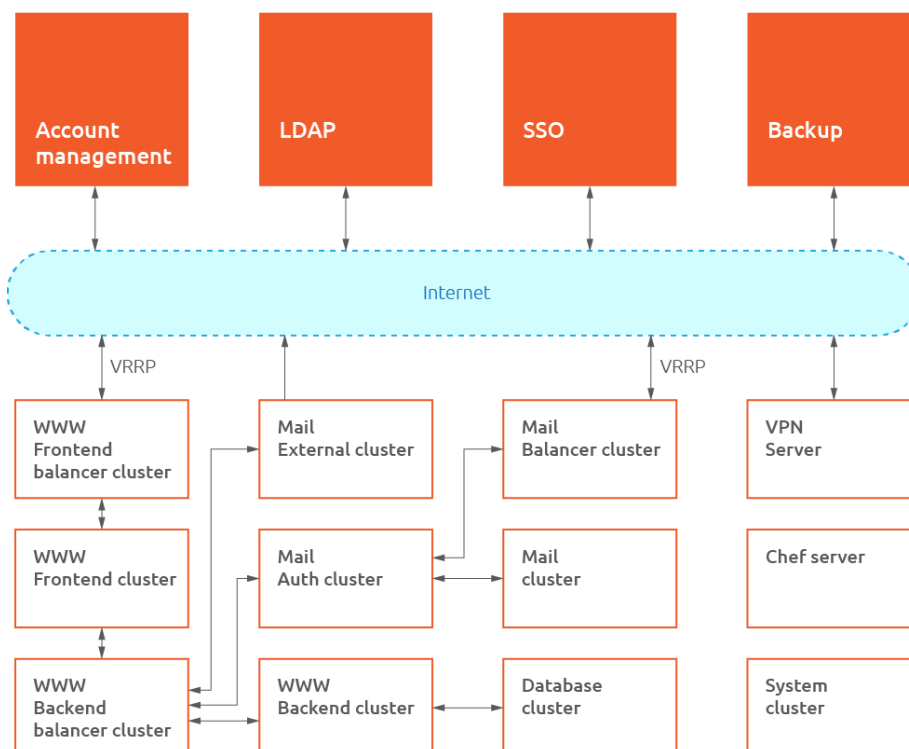 Account
management
LDAP
SSO
Backup
Internet
VRRP
VRRP
WWW
Frontend
balancer cluster
Mail
External cluster
Mail
Balancer cluster
VPN
Server
WWW
Frontend cluster
Mail
Auth cluster
Mail
cluster
Chef server
WWW
Backend
balancer cluster
WWW
Backend cluster
Database
cluster
System
cluster